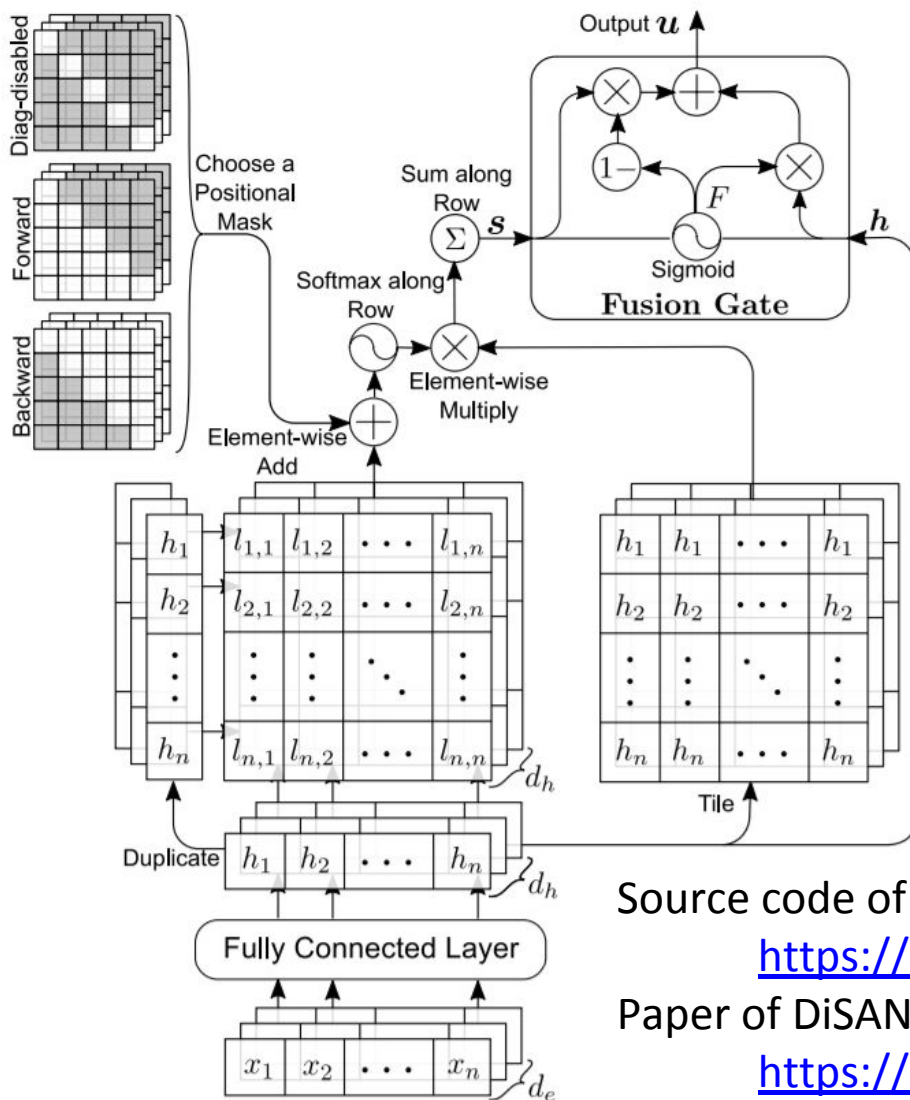 Output u
Diag-disabled
Forward
Backward
Choose a
Positional
Mask
Sum along
Row
Σ
s
×
+
1−
×
F
h
Sigmoid
Fusion Gate
Softmax along
Row
×
Element-wise
Multiply
+
Element-wise
Add
h1 l1,1 l1,2 • • • l1,n
h2 l2,1 l2,2 • • • l2,n
hn ln,1 ln,2 • • • ln,n
dh
h1 h1 • • • h1
h2 h2 • • • h2
hn hn • • • hn
Tile
Duplicate
h1 h2 • • • hn
dh
Fully Connected Layer
x1 x2 • • • xn
de
Source code of
https://
Paper of DiSAN
https://